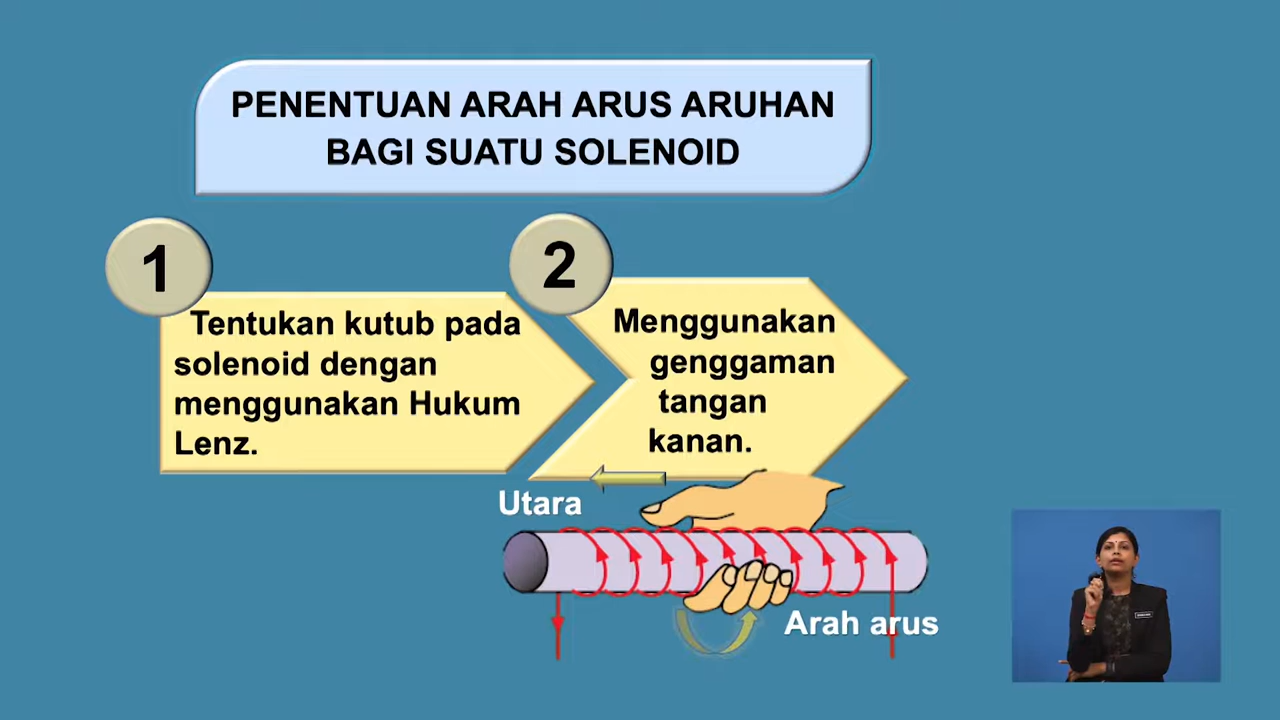 PENENTUAN ARAH ARUS ARUHAN
BAGI SUATU SOLENOID
1
Tentukan kutub pada
solenoid dengan
menggunakan Hukum
Lenz.
2
Menggunakan
genggaman
tangan
kanan.
Utara
Arah arus